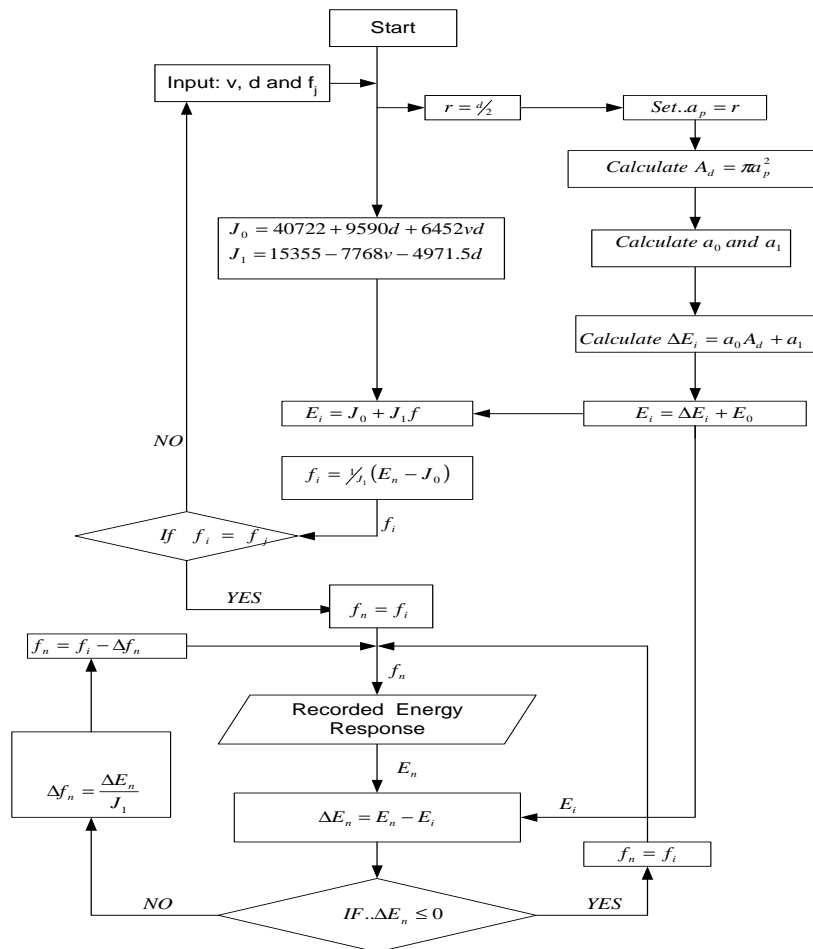 Start
Input: v, d and f_j
r = d/2
Set..a_p = r
Calculate A_d = πa_p^2
J_0 = 40722 + 9590d + 6452vd
J_1 = 15355 − 7768v − 4971.5d
Calculate a_0 and a_1
Calculate ΔE_i = a_0 A_d + a_1
E_i = J_0 + J_1 f
E_i = ΔE_i + E_0
NO
f_i = 1/J_1 (E_n − J_0)
f_i
If f_i = f_j
YES
f_n = f_i
f_n = f_i − Δf_n
f_n
Recorded Energy
Response
E_n
Δf_n = ΔE_n / J_1
ΔE_n = E_n − E_i
E_i
f_n = f_i
NO
IF..ΔE_n ≤ 0
YES